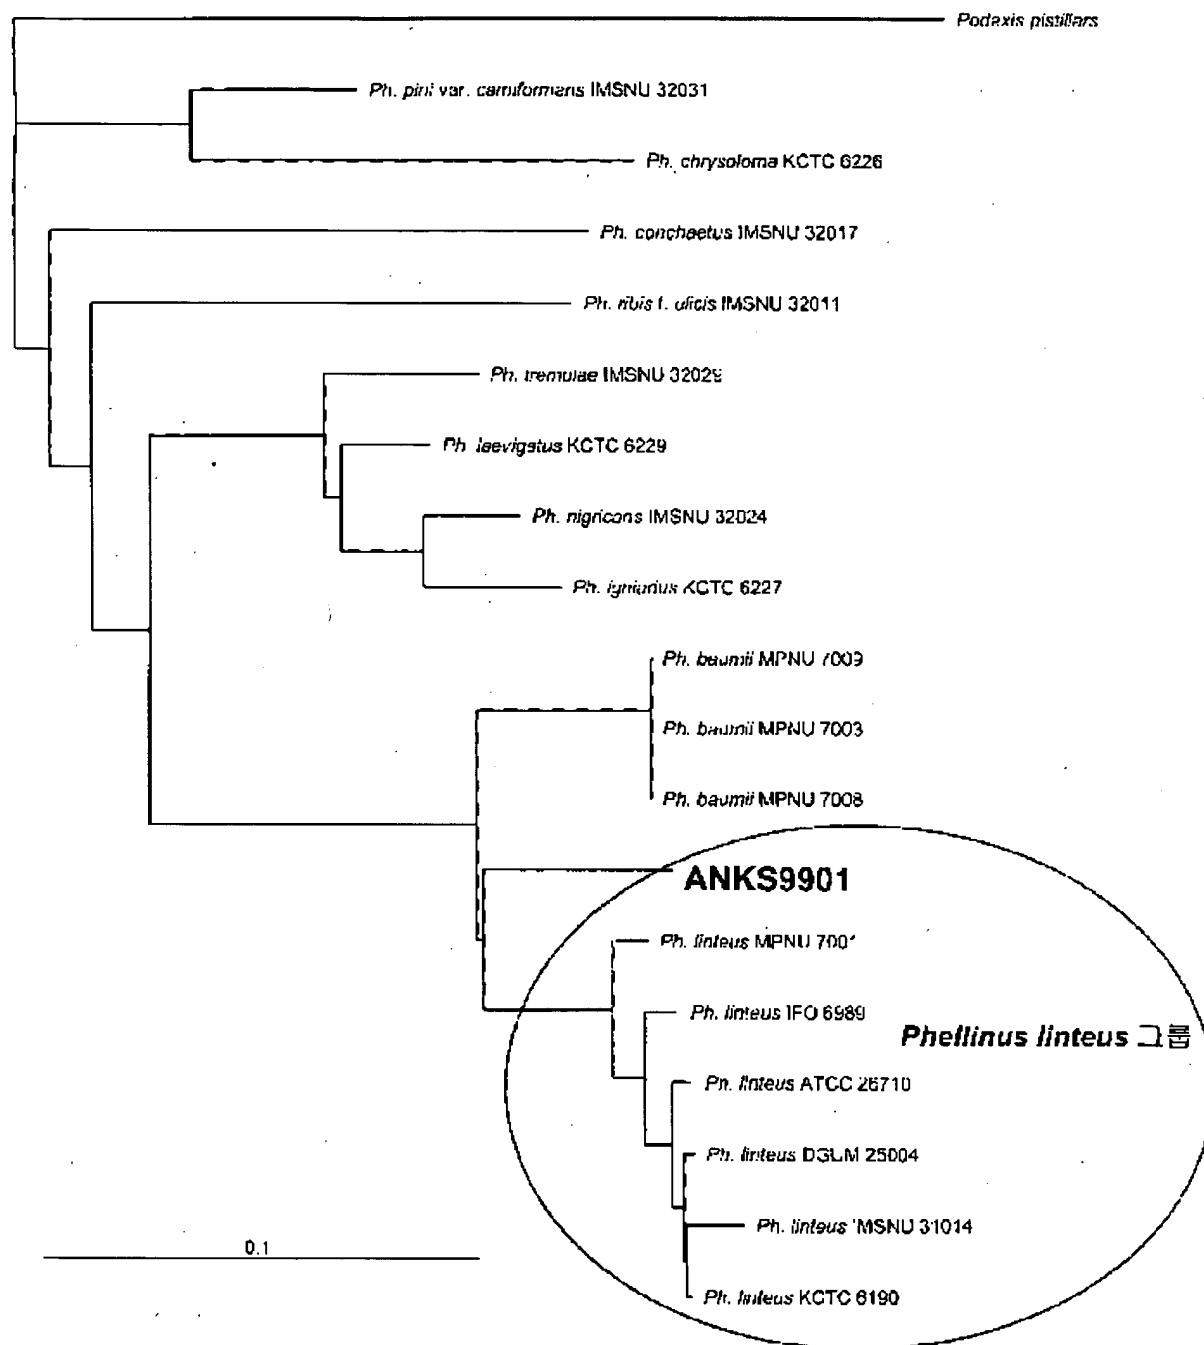 Podaxis pistillars
Ph. pini var. carniformans IMSNU 32031
Ph. chrysoloma KCTC 6226
Ph. conchaetus IMSNU 32017
Ph. ribis f. ulicis IMSNU 32011
Ph. tremulae IMSNU 32029
Ph. laevigatus KCTC 6229
Ph. nigricans IMSNU 32024
Ph. igniarius KCTC 6227
Ph. baumii MPNU 7009
Ph. baumii MPNU 7003
Ph. baumii MPNU 7008
ANKS9901
Ph. linteus MPNU 7001
Ph. linteus IFO 6989
Phellinus linteus 그룹
Ph. linteus ATCC 26710
Ph. linteus DGUM 25004
Ph. linteus IMSNU 31014
0.1
Ph. linteus KCTC 6190